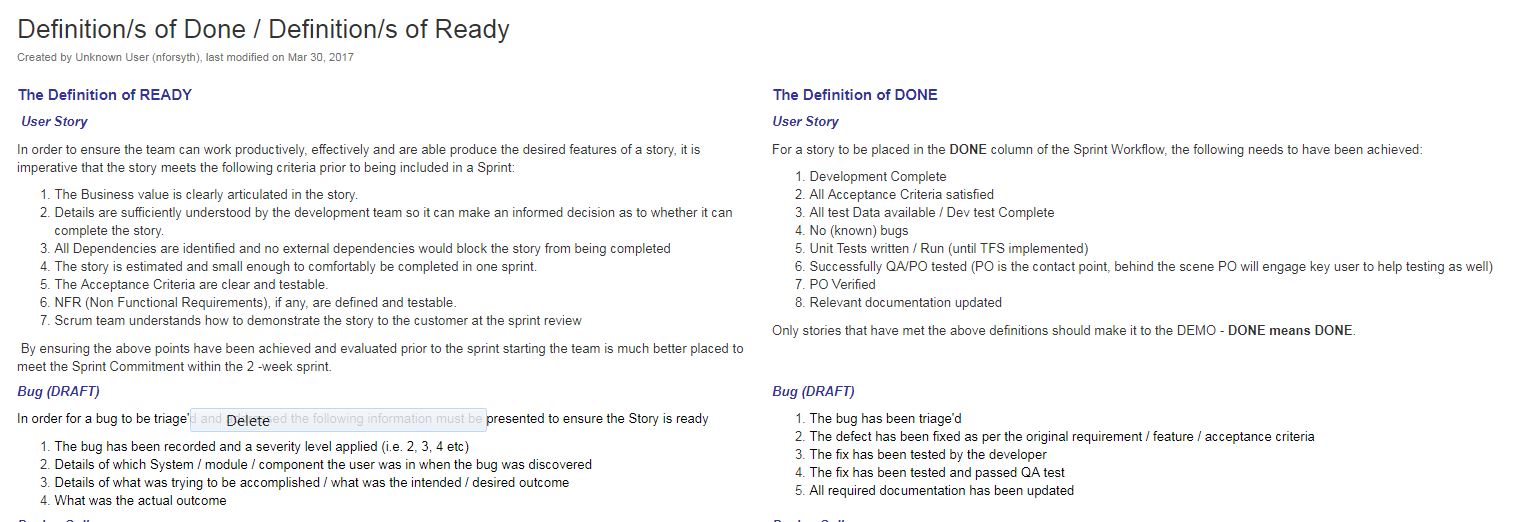 Definition/s of Done / Definition/s of Ready
Created by Unknown User (nforsyth), last modified on Mar 30, 2017
The Definition of READY
User Story
In order to ensure the team can work productively, effectively and are able produce the desired features of a story, it is
imperative that the story meets the following criteria prior to being included in a Sprint:
1. The Business value is clearly articulated in the story.
2. Details are sufficiently understood by the development team so it can make an informed decision as to whether it can
complete the story.
3. All Dependencies are identified and no external dependencies would block the story from being completed
4. The story is estimated and small enough to comfortably be completed in one sprint.
5. The Acceptance Criteria are clear and testable.
6. NFR (Non Functional Requirements), if any, are defined and testable.
7. Scrum team understands how to demonstrate the story to the customer at the sprint review
By ensuring the above points have been achieved and evaluated prior to the sprint starting the team is much better placed to
meet the Sprint Commitment within the 2 -week sprint.
Bug (DRAFT)
In order for a bug to be triage'd and Delete the following information must be presented to ensure the Story is ready
1. The bug has been recorded and a severity level applied (i.e. 2, 3, 4 etc)
2. Details of which System / module / component the user was in when the bug was discovered
3. Details of what was trying to be accomplished / what was the intended / desired outcome
4. What was the actual outcome
The Definition of DONE
User Story
For a story to be placed in the DONE column of the Sprint Workflow, the following needs to have been achieved:
1. Development Complete
2. All Acceptance Criteria satisfied
3. All test Data available / Dev test Complete
4. No (known) bugs
5. Unit Tests written / Run (until TFS implemented)
6. Successfully QA/PO tested (PO is the contact point, behind the scene PO will engage key user to help testing as well)
7. PO Verified
8. Relevant documentation updated
Only stories that have met the above definitions should make it to the DEMO - DONE means DONE.
Bug (DRAFT)
1. The bug has been triage'd
2. The defect has been fixed as per the original requirement / feature / acceptance criteria
3. The fix has been tested by the developer
4. The fix has been tested and passed QA test
5. All required documentation has been updated